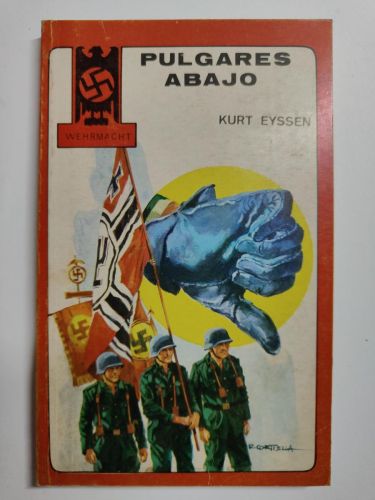 PULGARES
ABAJO
KURT EYSSEN
WEHRMACHT
R. CORTIELLA